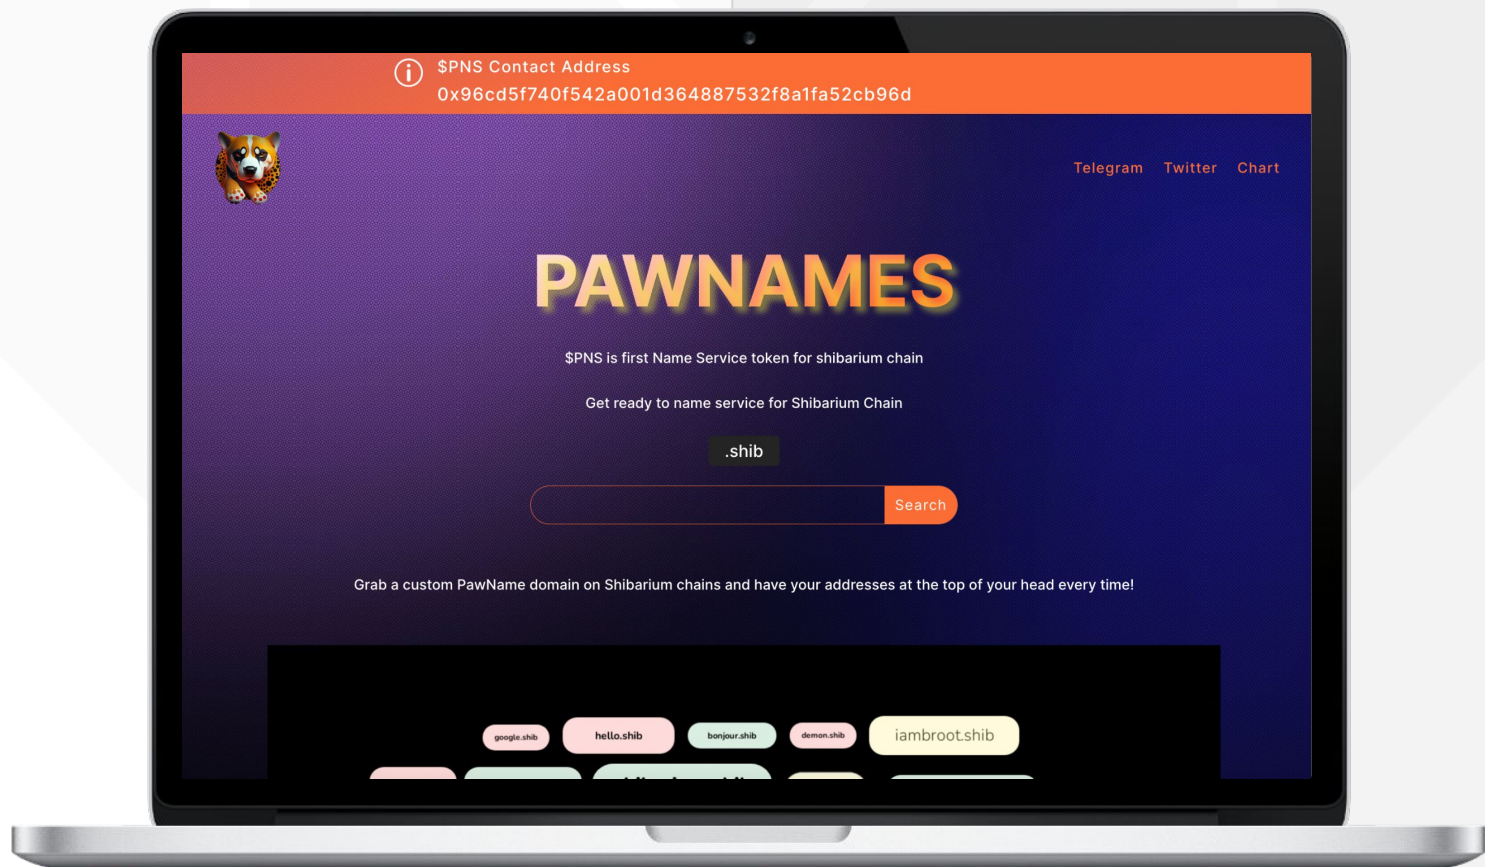 $PNS Contact Address
0x96cd5f740f542a001d364887532f8a1fa52cb96d
Telegram Twitter Chart
PAWNAMES
$PNS is first Name Service token for shibarium chain
Get ready to name service for Shibarium Chain
.shib
Search
Grab a custom PawName domain on Shibarium chains and have your addresses at the top of your head every time!
google.shib hello.shib bonjour.shib demon.shib iambroot.shib